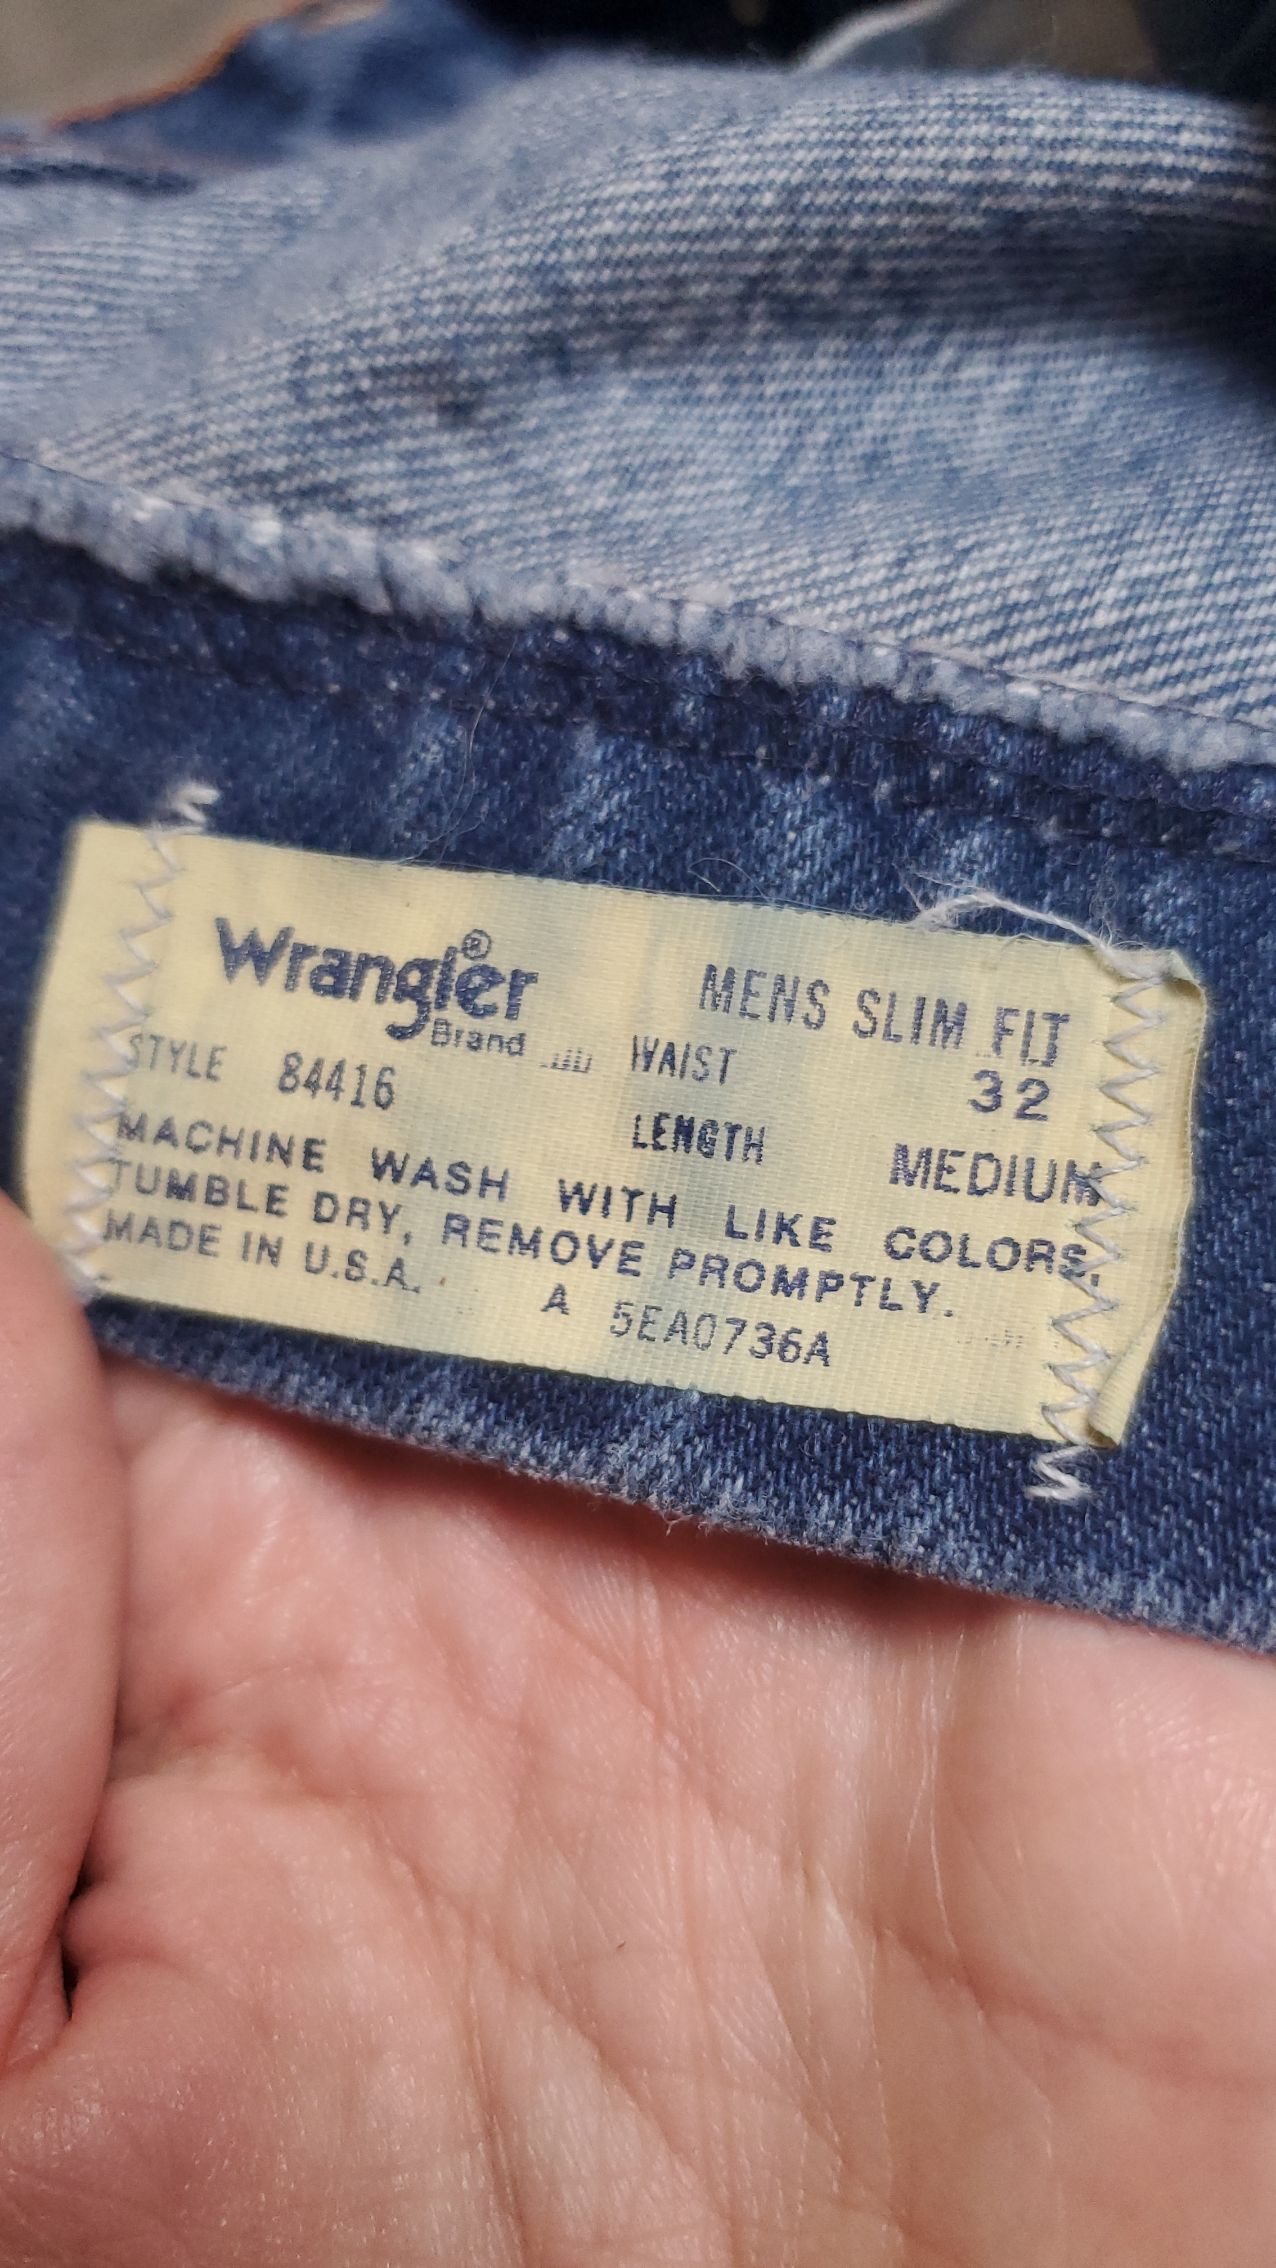 Wrangler®
Brand
MENS SLIM FIT
STYLE 84416
WAIST 32
LENGTH MEDIUM
MACHINE WASH WITH LIKE COLORS.
TUMBLE DRY, REMOVE PROMPTLY.
MADE IN U.S.A. A 5EA0736A